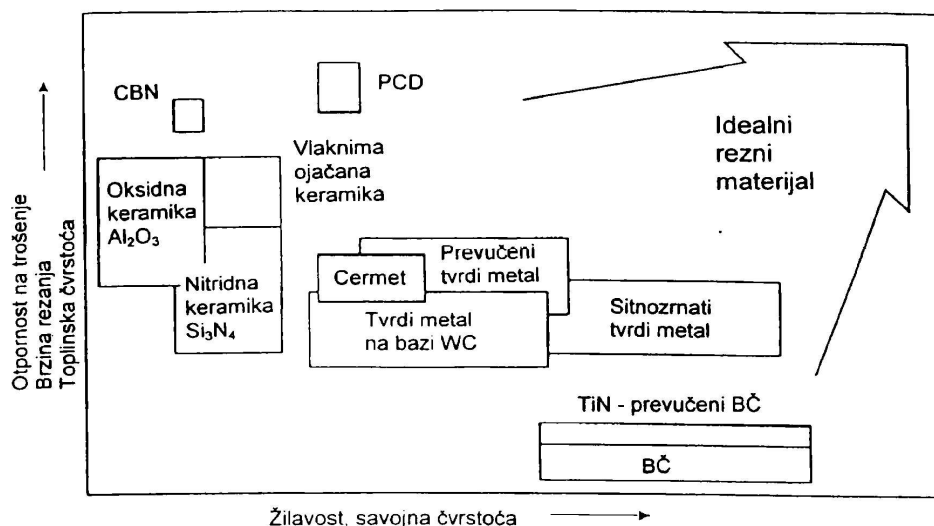 Otpornost na trošenje
Brzina rezanja
Toplinska čvrstoća
CBN
PCD
Vlaknima
ojačana
keramika
Idealni
rezni
materijal
Oksidna
keramika
Al₂O₃
Nitridna
keramika
Si₃N₄
Cermet
Prevučeni
tvrdi metal
Tvrdi metal
na bazi WC
Sitnozrnati
tvrdi metal
TiN - prevučeni BČ
BČ
Žilavost, savojna čvrstoća